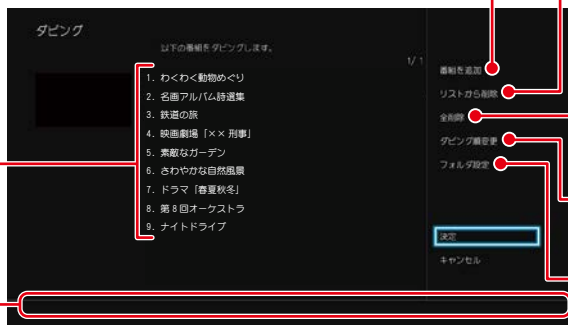 ダビング
以下の番組をダビングします。
1/ 1
1. わくわく動物めぐり
2. 名画アルバム詩選集
3. 鉄道の旅
4. 映画劇場「×× 刑事」
5. 素敵なガーデン
6. さわやかな自然風景
7. ドラマ「春夏秋冬」
8. 第８回オーケストラ
9. ナイトドライブ
番組を追加
リストから削除
全削除
ダビング順変更
フォルダ設定
決定
キャンセル